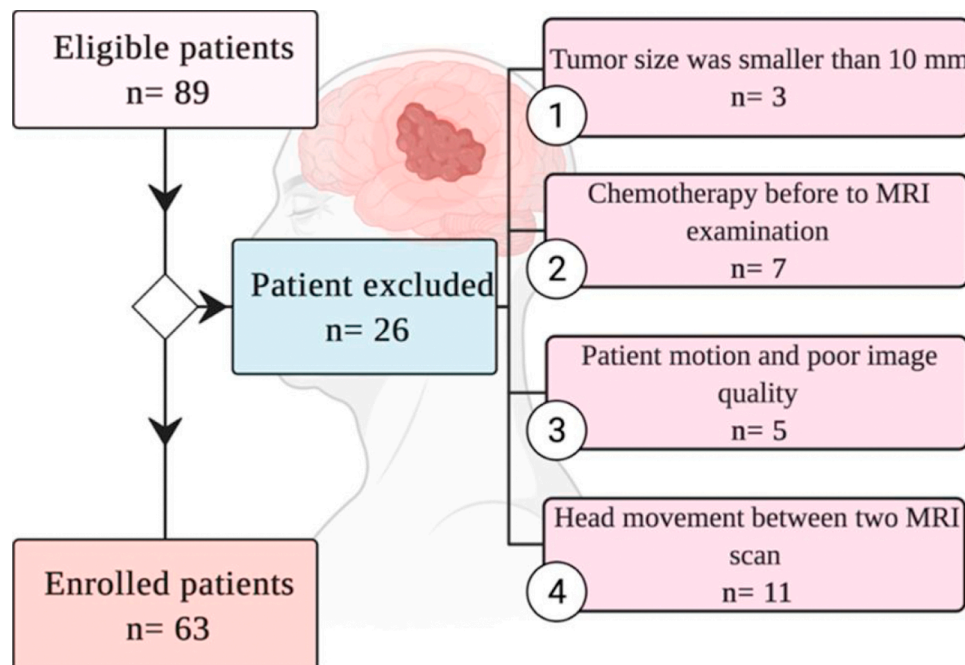 Eligible patients
n= 89
Patient excluded
n= 26
Enrolled patients
n= 63
1
Tumor size was smaller than 10 mm
n= 3
2
Chemotherapy before to MRI
examination
n= 7
3
Patient motion and poor image
quality
n= 5
4
Head movement between two MRI
scan
n= 11